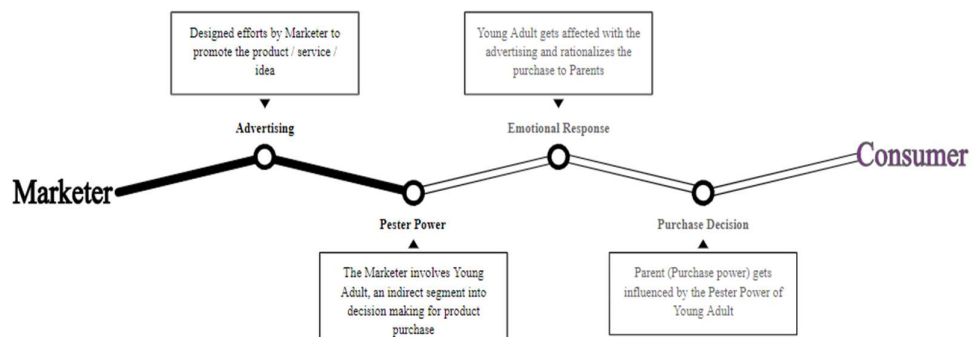 Designed efforts by Marketer to
promote the product / service /
idea
Young Adult gets affected with the
advertising and rationalizes the
purchase to Parents
Advertising
Emotional Response
Marketer
Consumer
Pester Power
Purchase Decision
The Marketer involves Young
Adult, an indirect segment into
decision making for product
purchase
Parent (Purchase power) gets
influenced by the Pester Power of
Young Adult